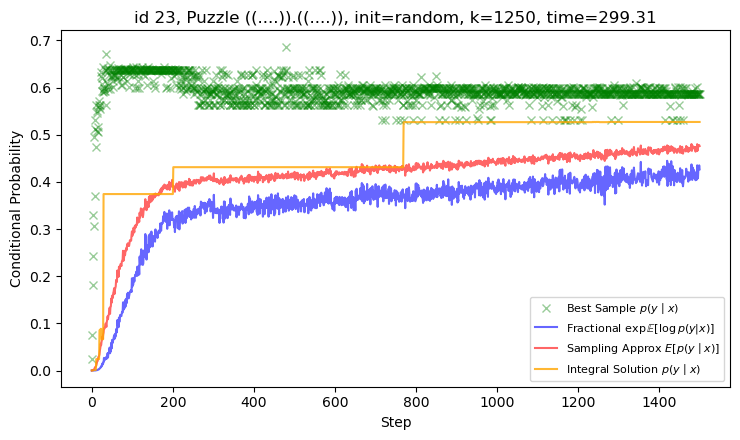 id 23, Puzzle ((....)).((....)), init=random, k=1250, time=299.31
Conditional Probability
0.7
0.6
0.5
0.4
0.3
0.2
0.1
0.0
0 200 400 600 800 1000 1200 1400
Step
Best Sample p(y | x)
Fractional exp𝔼[log p(y|x)]
Sampling Approx E[p(y | x)]
Integral Solution p(y | x)